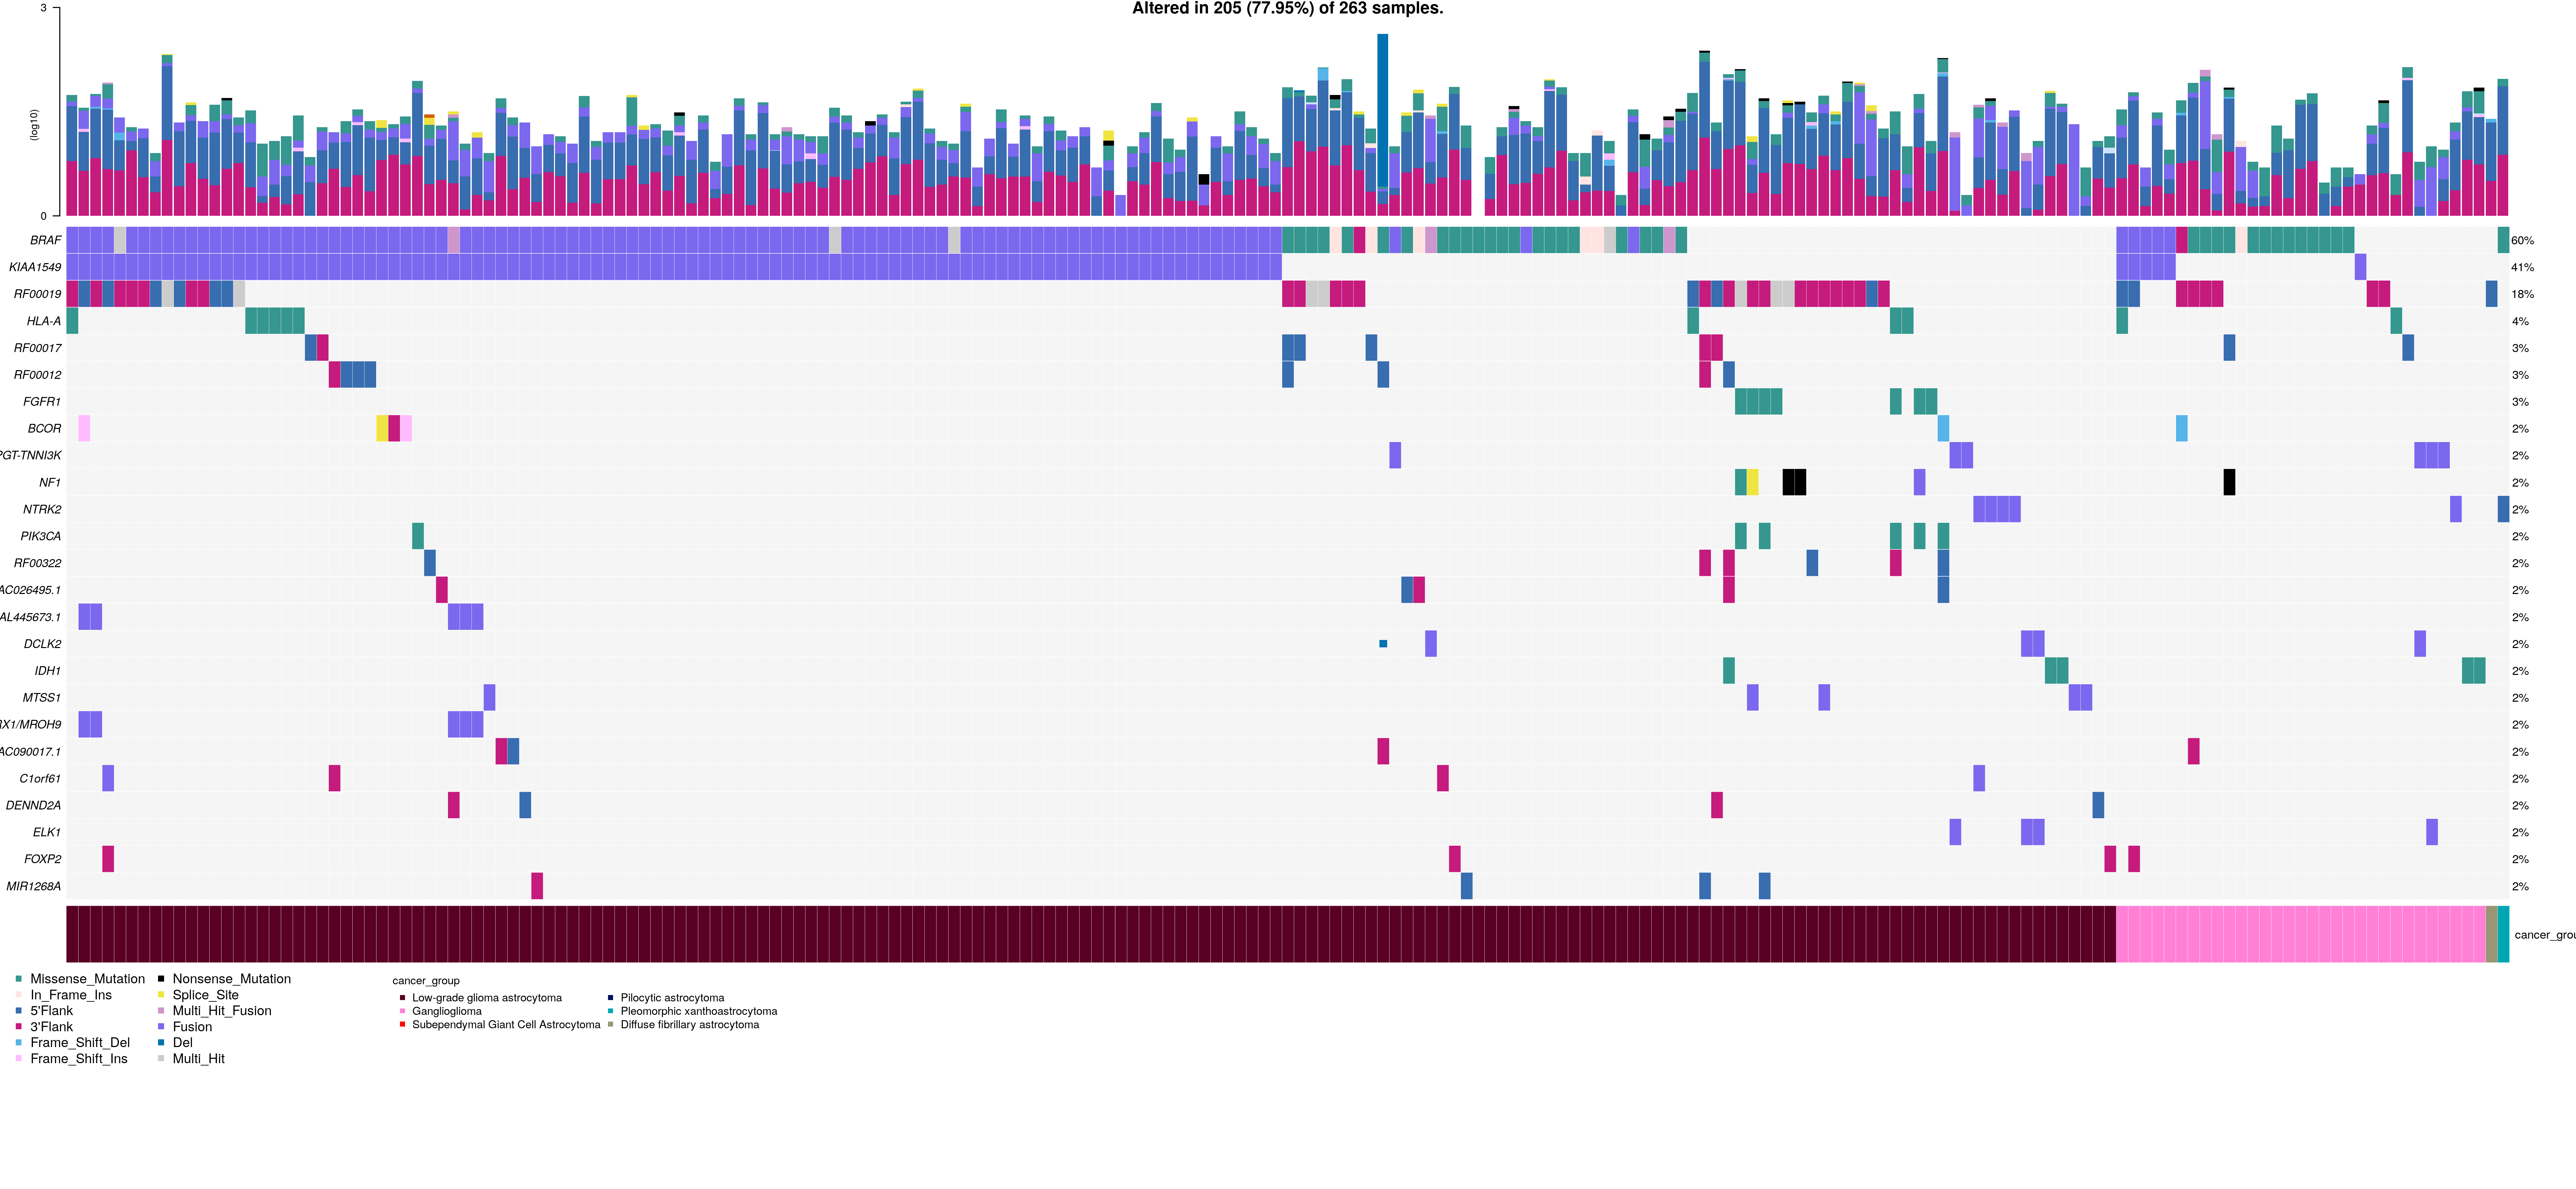 Altered in 205 (77.95%) of 263 samples.
3
(log10)
0
BRAF 60%
KIAA1549 41%
RF00019 18%
HLA-A 4%
RF00017 3%
RF00012 3%
FGFR1 3%
BCOR 2%
PGT-TNNI3K 2%
NF1 2%
NTRK2 2%
PIK3CA 2%
RF00322 2%
AC026495.1 2%
AL445673.1 2%
DCLK2 2%
IDH1 2%
MTSS1 2%
RX1/MROH9 2%
AC090017.1 2%
C1orf61 2%
DENND2A 2%
ELK1 2%
FOXP2 2%
MIR1268A 2%
cancer_grou
Missense_Mutation Nonsense_Mutation
In_Frame_Ins Splice_Site
5'Flank Multi_Hit_Fusion
3'Flank Fusion
Frame_Shift_Del Del
Frame_Shift_Ins Multi_Hit
cancer_group
Low-grade glioma astrocytoma Pilocytic astrocytoma
Ganglioglioma Pleomorphic xanthoastrocytoma
Subependymal Giant Cell Astrocytoma Diffuse fibrillary astrocytoma